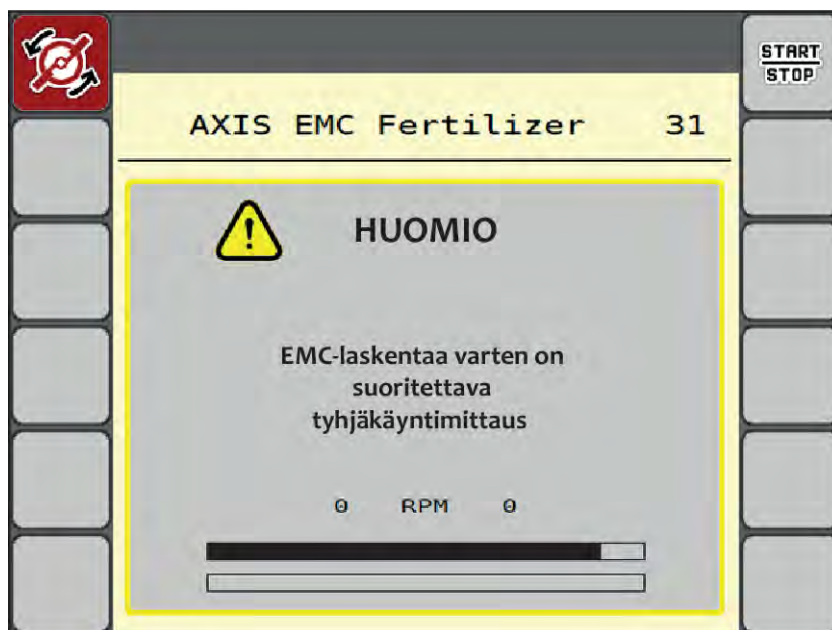 START
STOP
AXIS EMC Fertilizer 31
HUOMIO
EMC-laskentaa varten on
suoritettava
tyhjäkäyntimittaus
0 RPM 0